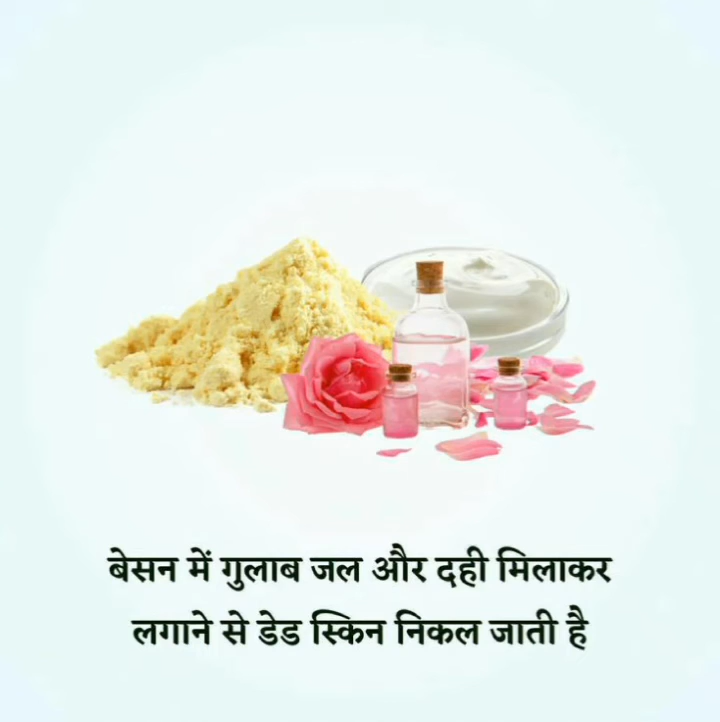 बेसन में गुलाब जल और दही मिलाकर
लगाने से डेड स्किन निकल जाती है